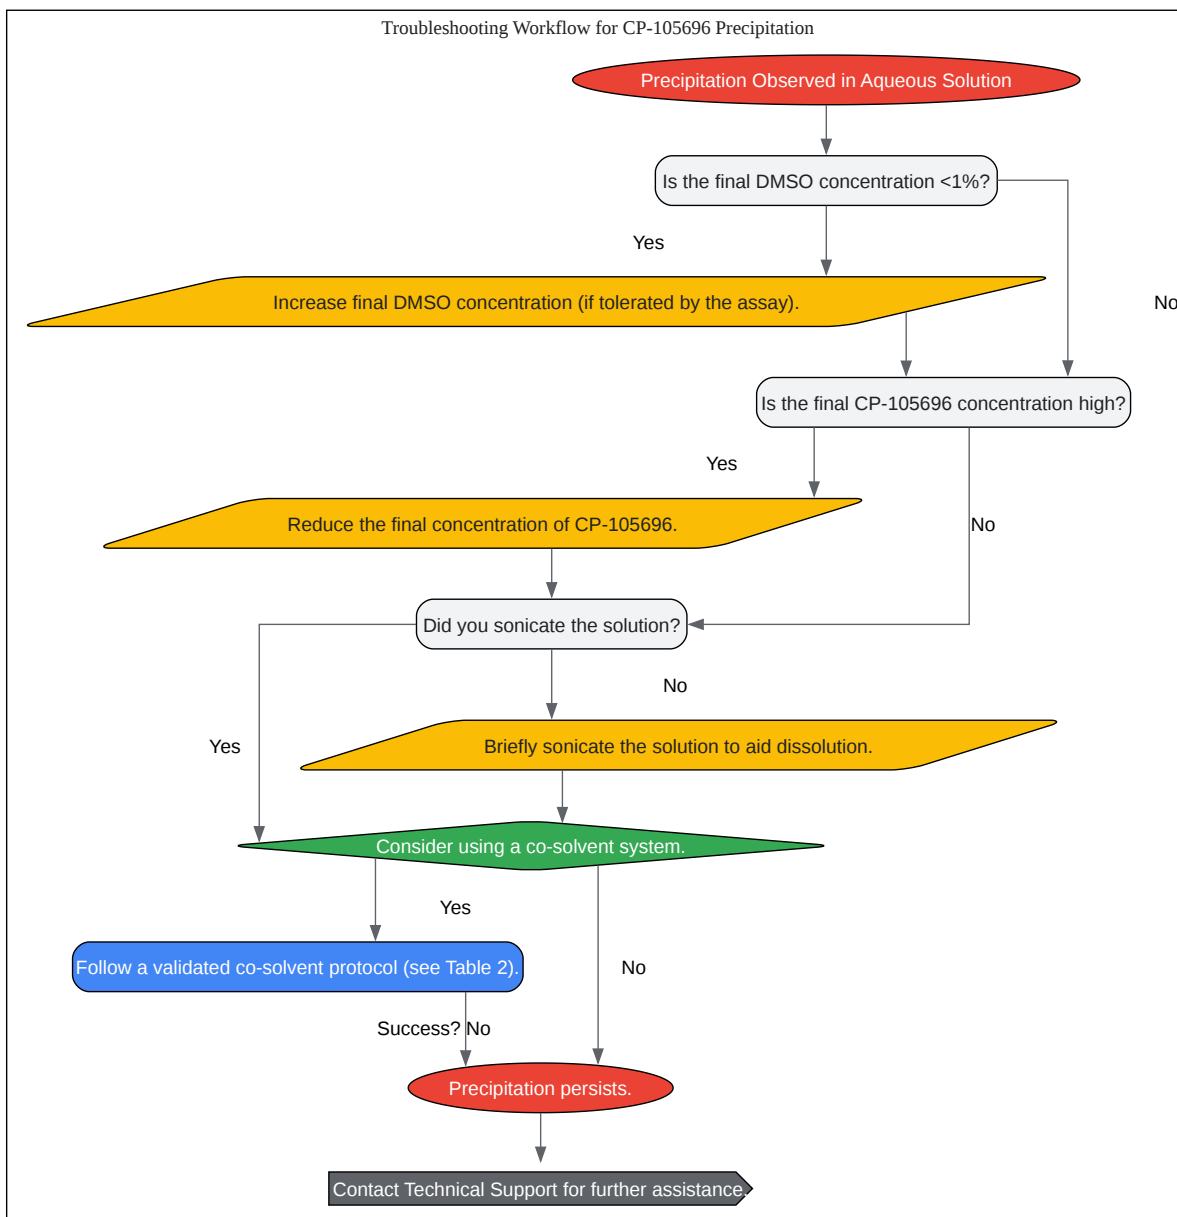 Troubleshooting Workflow for CP-105696 Precipitation
Precipitation Observed in Aqueous Solution
Is the final DMSO concentration <1%?
Yes
Increase final DMSO concentration (if tolerated by the assay).
No
Is the final CP-105696 concentration high?
Yes
Reduce the final concentration of CP-105696.
No
Did you sonicate the solution?
No
Yes
Briefly sonicate the solution to aid dissolution.
Consider using a co-solvent system.
Yes
Follow a validated co-solvent protocol (see Table 2).
No
Success? No
Precipitation persists.
Contact Technical Support for further assistance.